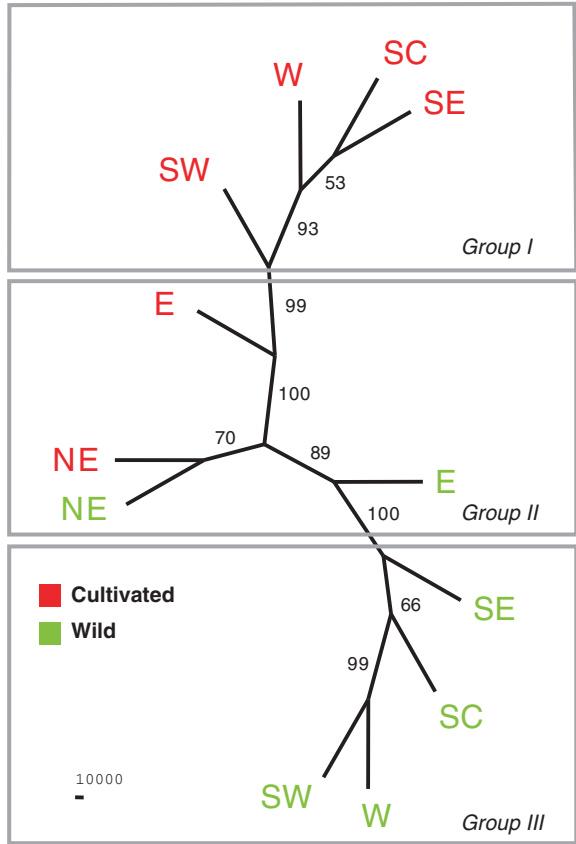 SC
W
SE
SW
53
93
Group I
99
E
100
70
89
NE
E
NE
100
Group II
Cultivated
Wild
66
SE
99
SC
10000
SW
W
Group III